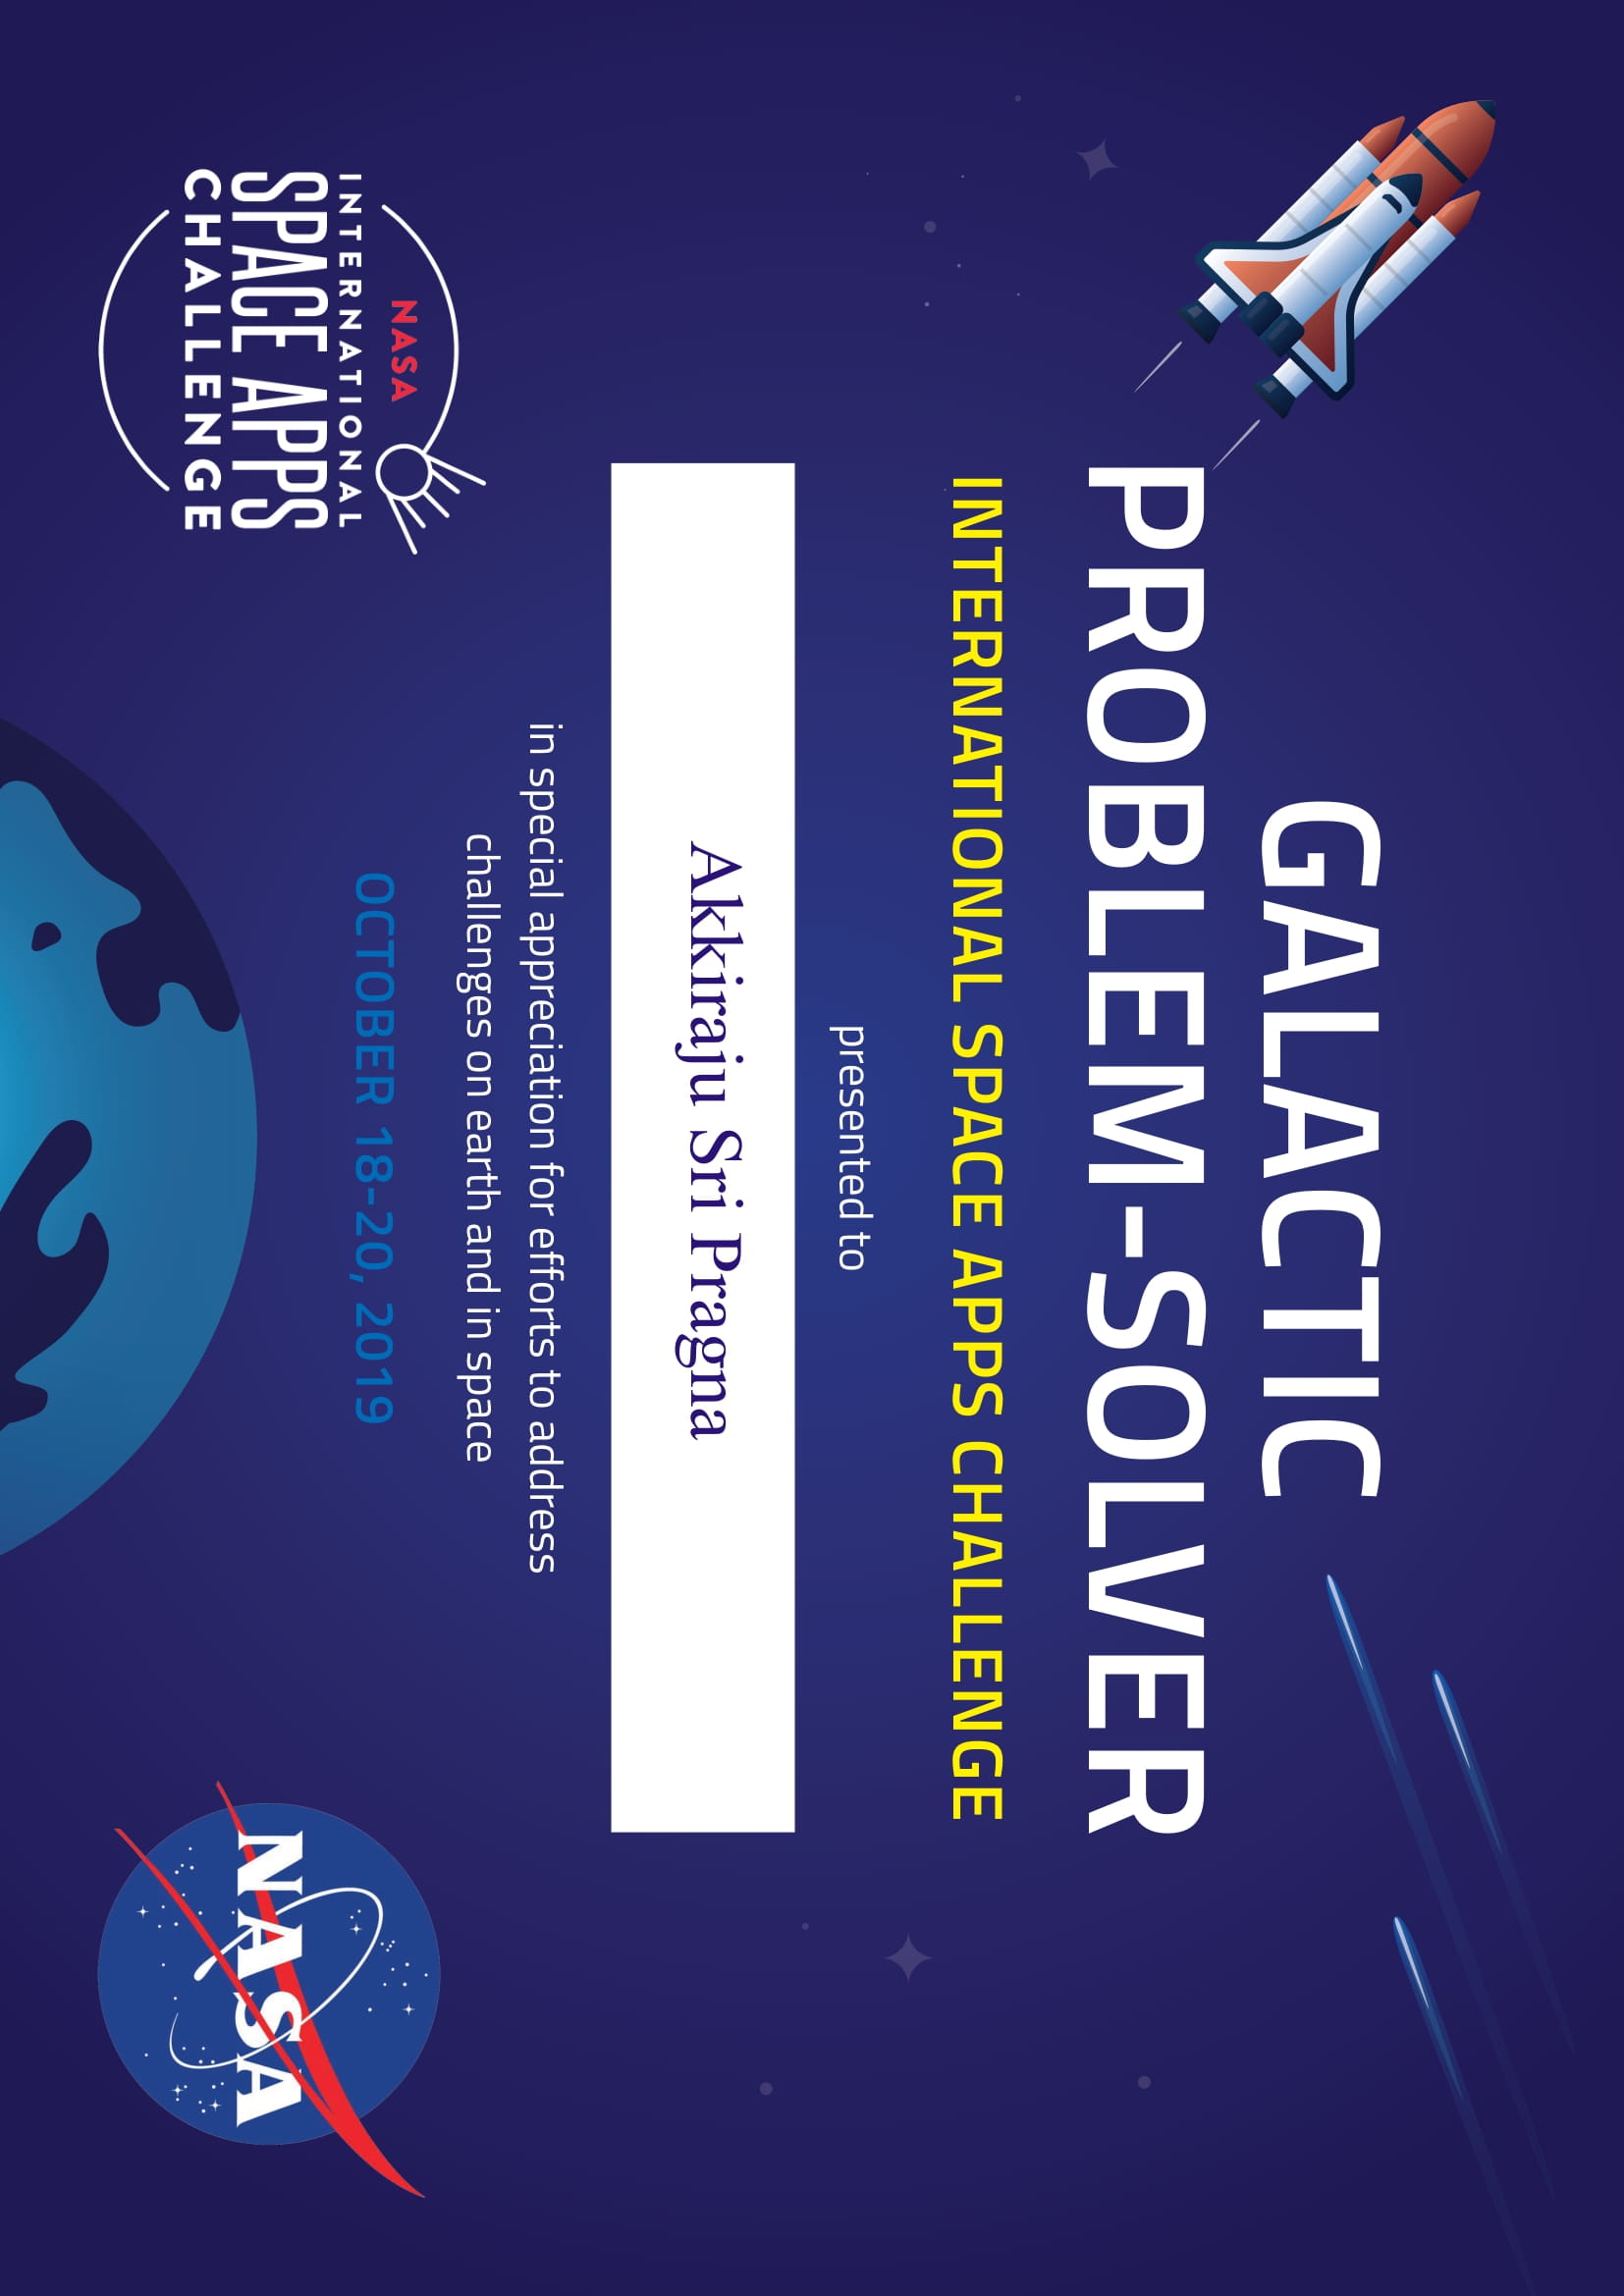 GALACTIC
PROBLEM-SOLVER
INTERNATIONAL SPACE APPS CHALLENGE
presented to
Akkiraju Sri Pragna
in special appreciation for efforts to address
challenges on earth and in space
OCTOBER 18-20, 2019
NASA
INTERNATIONAL
SPACE APPS
CHALLENGE
NASA